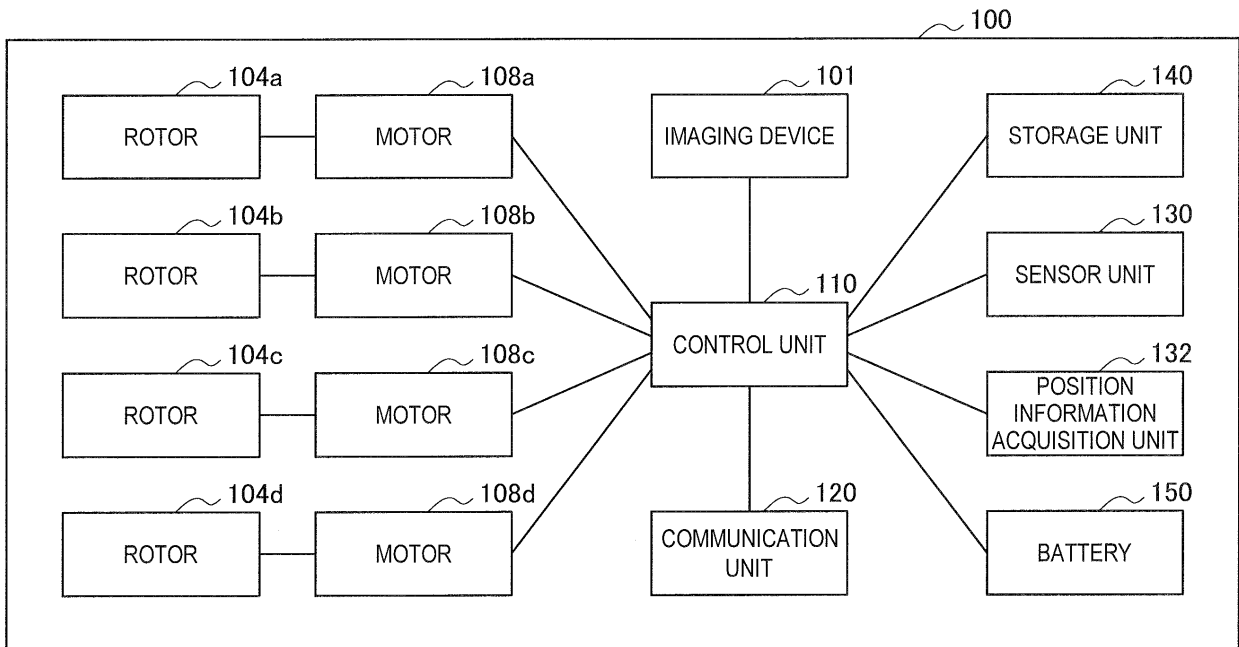 100
104a
108a
101
140
ROTOR
MOTOR
IMAGING DEVICE
STORAGE UNIT
104b
108b
130
ROTOR
MOTOR
SENSOR UNIT
110
CONTROL UNIT
104c
108c
132
ROTOR
MOTOR
POSITION
INFORMATION
ACQUISITION UNIT
104d
108d
120
150
ROTOR
MOTOR
COMMUNICATION
UNIT
BATTERY